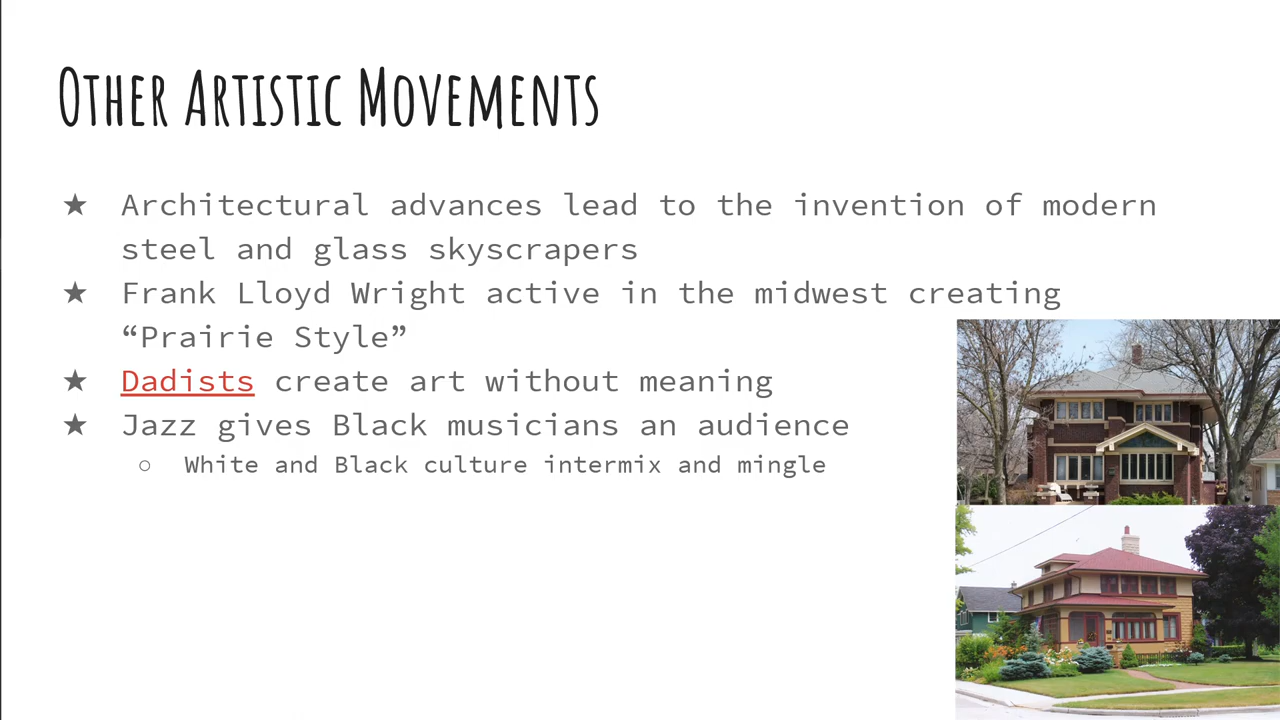 Other Artistic Movements
★ Architectural advances lead to the invention of modern
steel and glass skyscrapers
★ Frank Lloyd Wright active in the midwest creating
“Prairie Style”
★ Dadists create art without meaning
★ Jazz gives Black musicians an audience
○ White and Black culture intermix and mingle